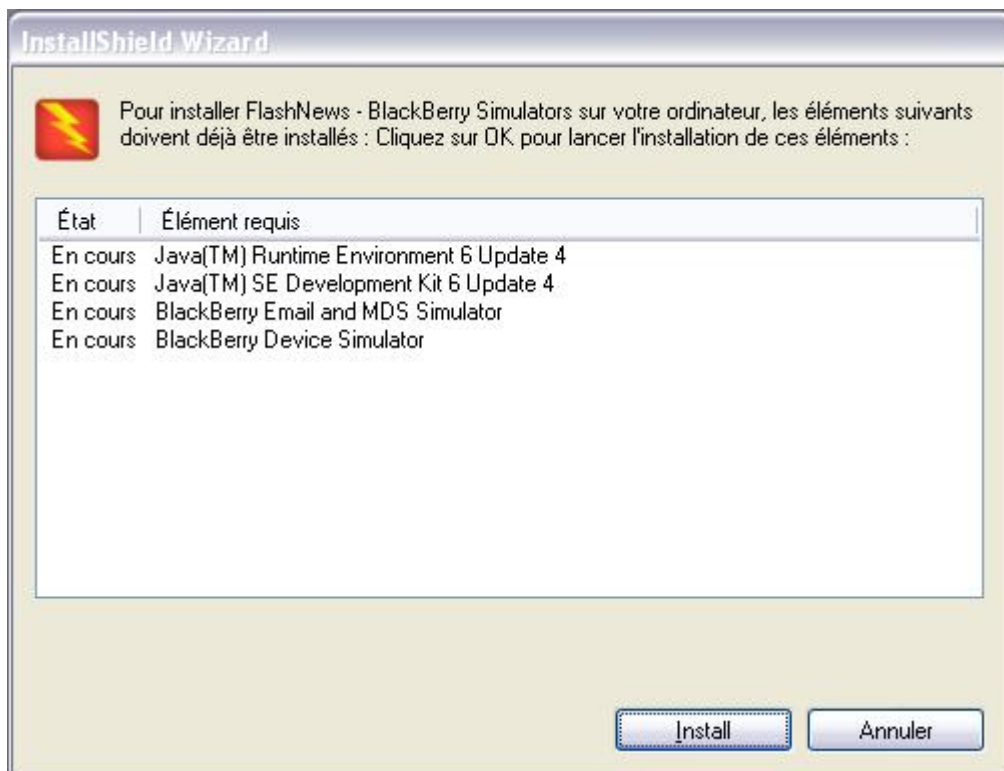 InstallShield Wizard
Pour installer FlashNews - BlackBerry Simulators sur votre ordinateur, les éléments suivants
doivent déjà être installés : Cliquez sur OK pour lancer l'installation de ces éléments :
État Élément requis
En cours Java(TM) Runtime Environment 6 Update 4
En cours Java(TM) SE Development Kit 6 Update 4
En cours BlackBerry Email and MDS Simulator
En cours BlackBerry Device Simulator
Install Annuler